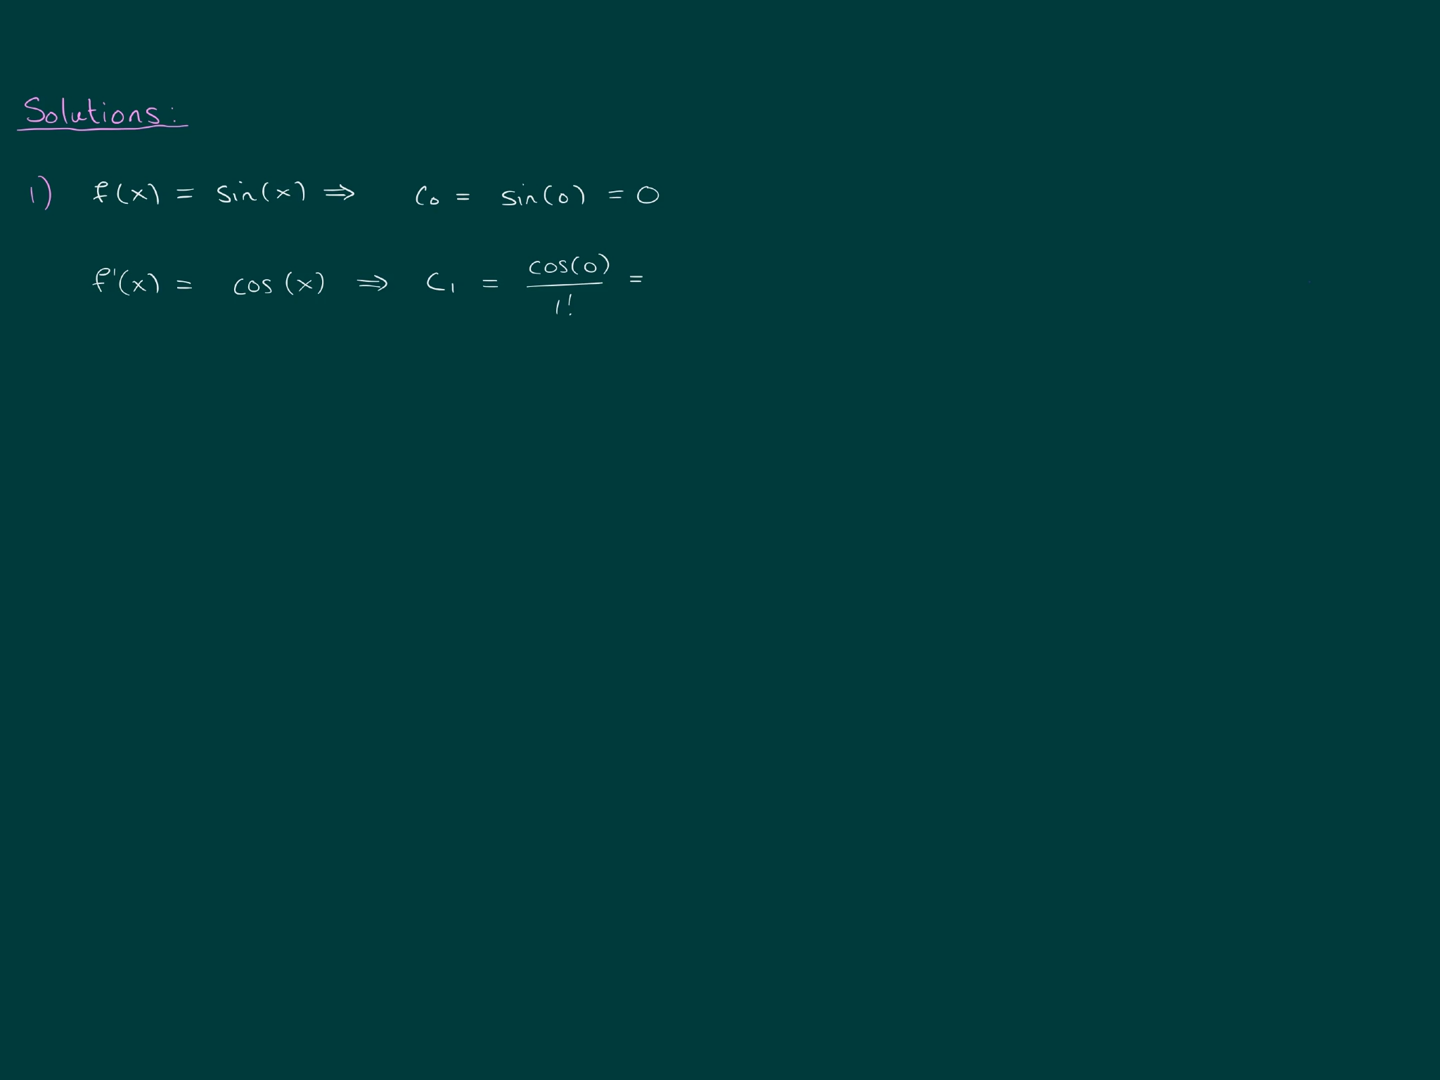 Solutions:
1) f(x) = sin(x) ⇒ c₀ = sin(0) = 0
f'(x) = cos(x) ⇒ c₁ = cos(0)/1! =